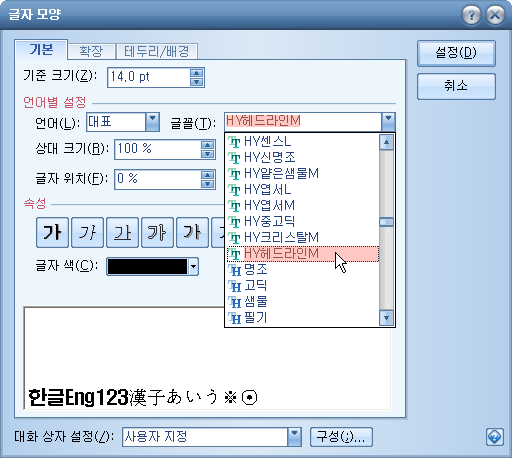 글자 모양
기본 확장 테두리/배경
설정(D)
취소
기준 크기(Z): 14.0 pt
언어별 설정
언어(L): 대표 글꼴(T): HY헤드라인M
상대 크기(R): 100 %
글자 위치(F): 0 %
HY센스L
HY신명조
HY얕은샘물M
HY엽서L
HY엽서M
HY중고딕
HY크리스탈M
HY헤드라인M
명조
고딕
샘물
필기
속성
가 가 가 가 가
글자 색(C):
한글Eng123漢子あいう※⊙
대화 상자 설정(/): 사용자 지정 구성(;)...